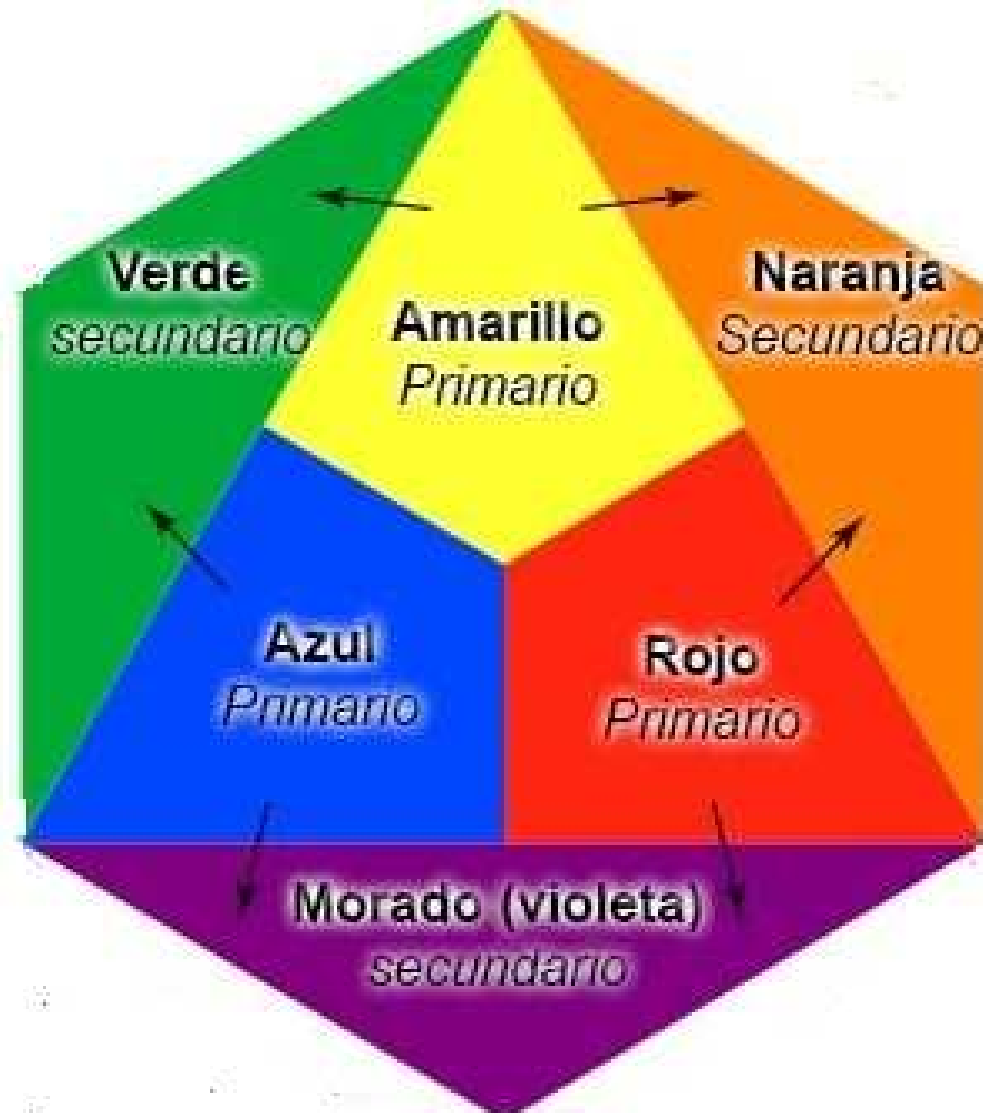 Verde
secundario
Amarillo
Primario
Naranja
Secundario
Azul
Primario
Rojo
Primario
Morado (violeta)
secundario